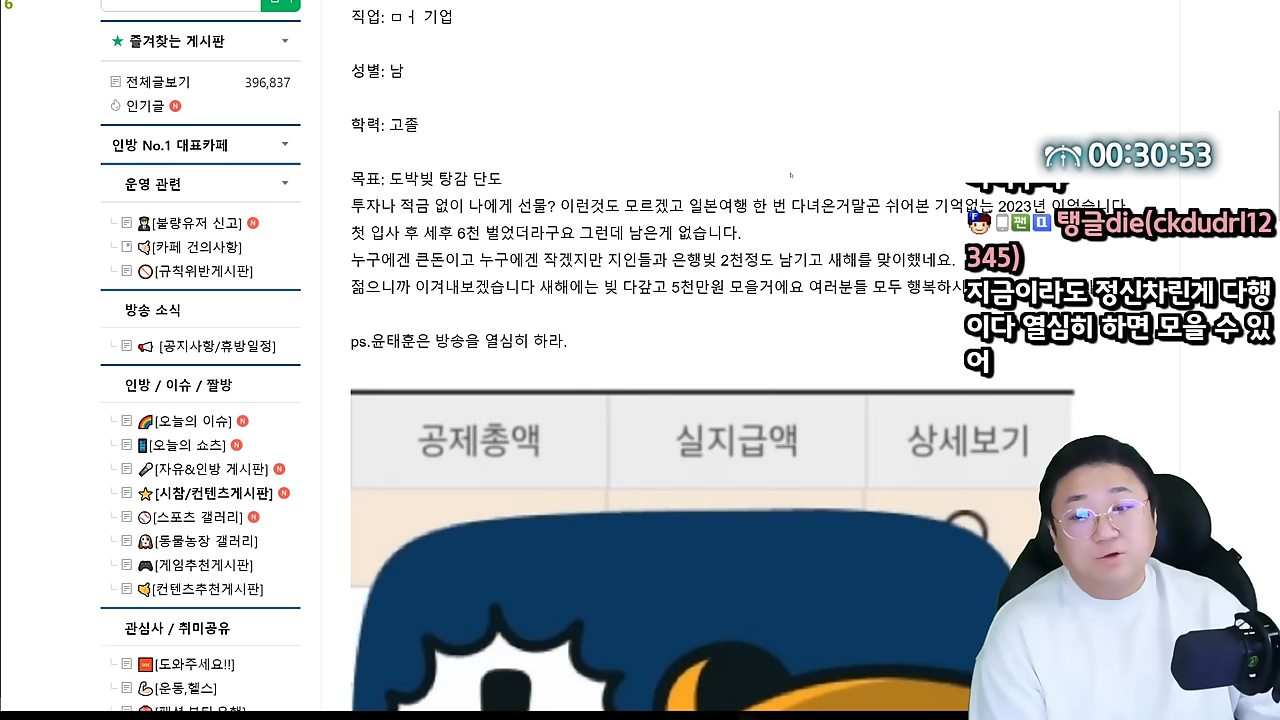 6
즐겨찾는 게시판
전체글보기 396,837
인기글 N
인방 No.1 대표카페
운영 관련
[불량유저 신고] N
[카페 건의사항]
[규칙위반게시판]
방송 소식
[공지사항/휴방일정]
인방 / 이슈 / 짤방
[오늘의 이슈] N
[오늘의 쇼츠] N
[자유&인방 게시판] N
[시참/컨텐츠게시판] N
[스포츠 갤러리] N
[동물농장 갤러리]
[게임추천게시판]
[컨텐츠추천게시판]
관심사 / 취미공유
SOS [도와주세요!!]
[운동,헬스]
직업: ㅁㅓ 기업
성별: 남
학력: 고졸
목표: 도박빚 탕감 단도
투자나 적금 없이 나에게 선물? 이런것도 모르겠고 일본여행 한 번 다녀온거말곤 쉬어본 기억없는 2023년 이었습니다.
첫 입사 후 세후 6천 벌었더라구요 그런데 남은게 없습니다.
누구에겐 큰돈이고 누구에겐 작겠지만 지인들과 은행빚 2천정도 남기고 새해를 맞이했네요.
젊으니까 이겨내보겠습니다 새해에는 빚 다갚고 5천만원 모을거에요 여러분들 모두 행복하시
ps.윤태훈은 방송을 열심히 하라.
공제총액 실지급액 상세보기
00:30:53
F 팬 탱글die(ckdudrl12
345)
지금이라도 정신차린게 다행
이다 열심히 하면 모을 수 있
어